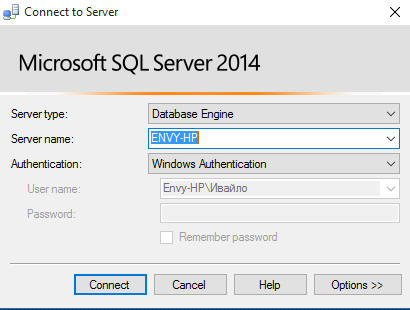 Connect to Server
Microsoft SQL Server 2014
Server type: Database Engine
Server name: ENVY-HP
Authentication: Windows Authentication
User name: Envy-HP\Ивайло
Password:
Remember password
Connect Cancel Help Options >>